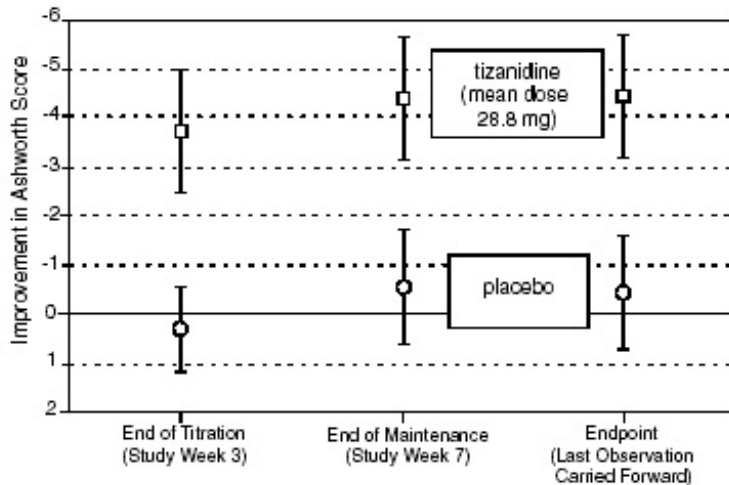 Improvement in Ashworth Score
-6
-5
-4
-3
-2
-1
0
1
2
tizanidine
(mean dose
28.8 mg)
placebo
End of Titration
(Study Week 3)
End of Maintenance
(Study Week 7)
Endpoint
(Last Observation
Carried Forward)